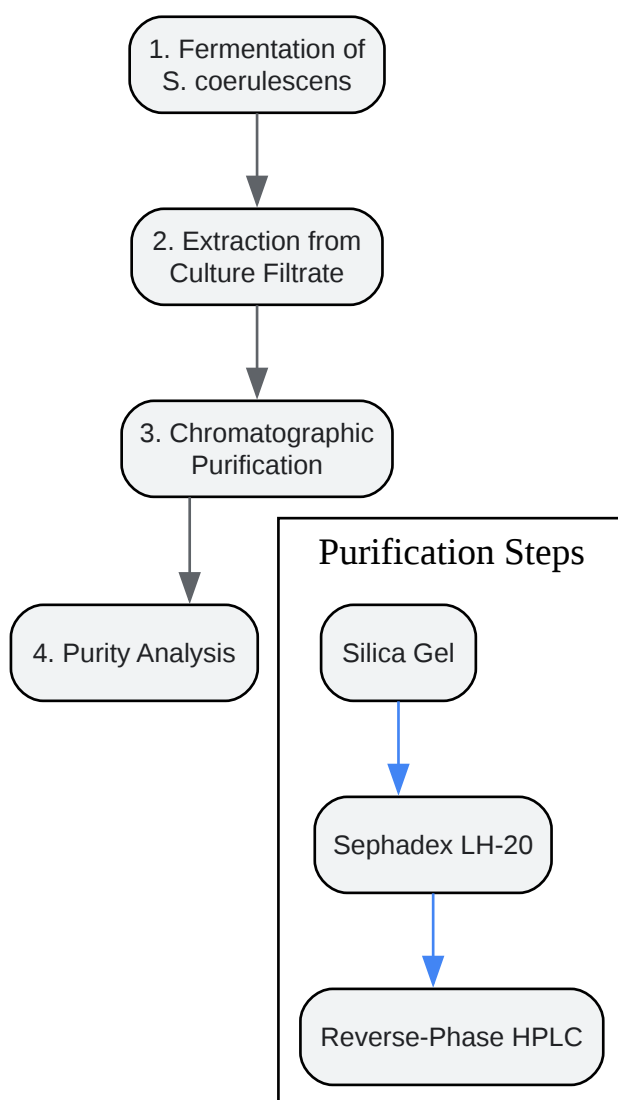 1. Fermentation of
S. coerulescens
2. Extraction from
Culture Filtrate
3. Chromatographic
Purification
4. Purity Analysis
Purification Steps
Silica Gel
Sephadex LH-20
Reverse-Phase HPLC